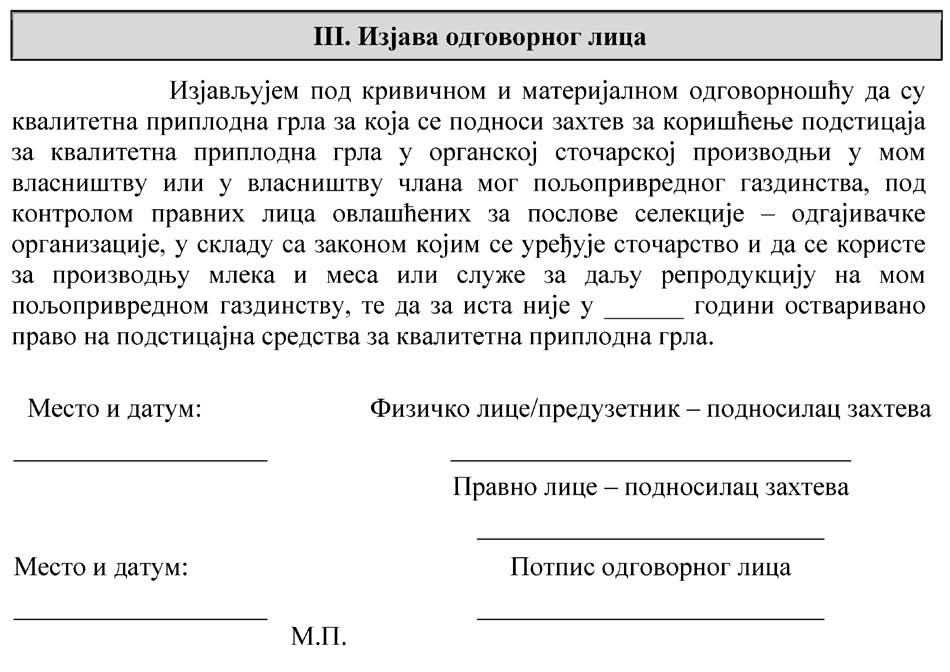 III. Изјава одговорног лица
Изјављујем под кривичном и материјалном одговорношћу да су
квалитетна приплодна грла за која се подноси захтев за коришћење подстицаја
за квалитетна приплодна грла у органској сточарској производњи у мом
власништву или у власништву члана мог пољопривредног газдинства, под
контролом правних лица овлашћених за послове селекције – одгајивачке
организације, у складу са законом којим се уређује сточарство и да се користе
за производњу млека и меса или служе за даљу репродукцију на мом
пољопривредном газдинству, те да за иста није у ______ години остваривано
право на подстицајна средства за квалитетна приплодна грла.
Место и датум: Физичко лице/предузетник – подносилац захтева
Правно лице – подносилац захтева
Место и датум: Потпис одговорног лица
М.П.